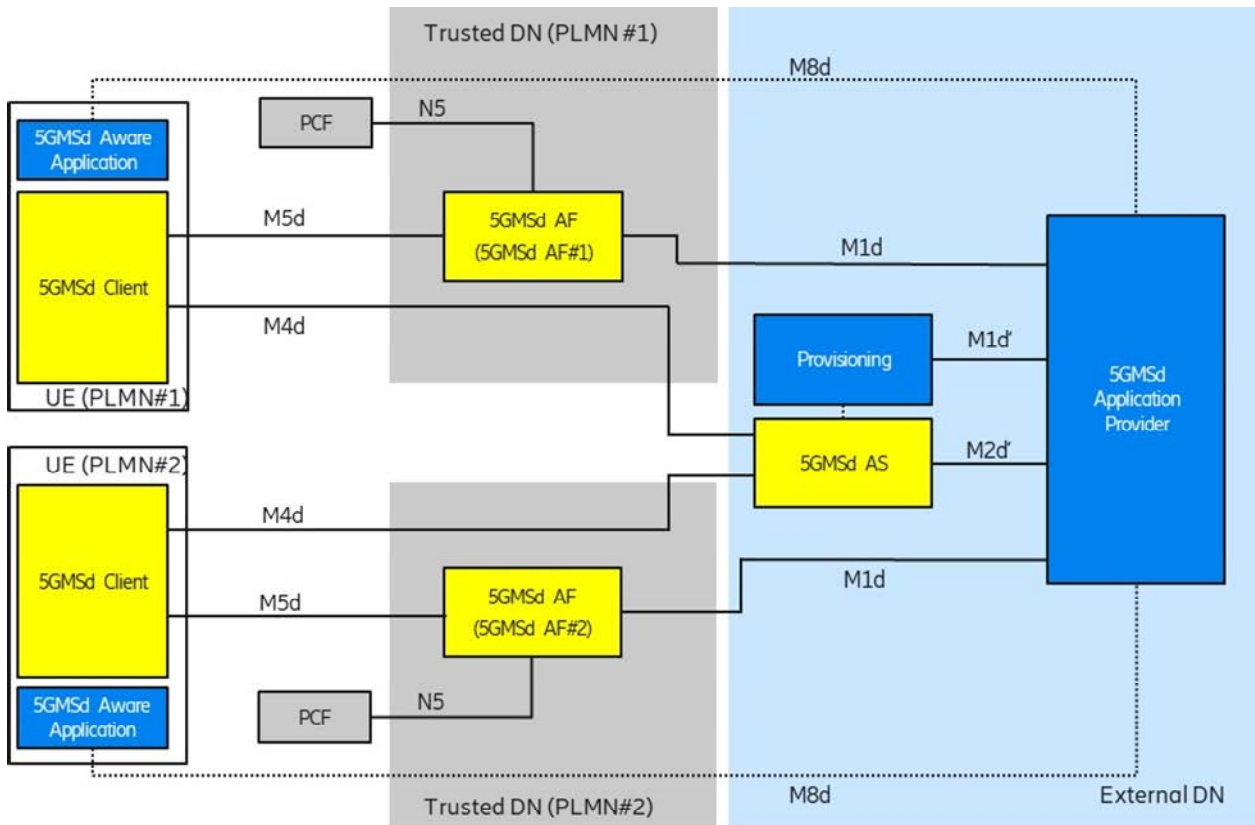 Trusted DN (PLMN #1)
M8d
N5
PCF
5GMSd Aware
Application
5GMSd AF
(5GMSd AF#1)
M5d
M1d
5GMSd Client
M4d
UE (PLMN#1)
Provisioning
M1d'
5GMSd
Application
Provider
5GMSd AS
M2d'
UE (PLMN#2)
M4d
5GMSd Client
M5d
5GMSd AF
(5GMSd AF#2)
M1d
5GMSd Aware
Application
PCF
N5
Trusted DN (PLMN#2)
M8d
External DN